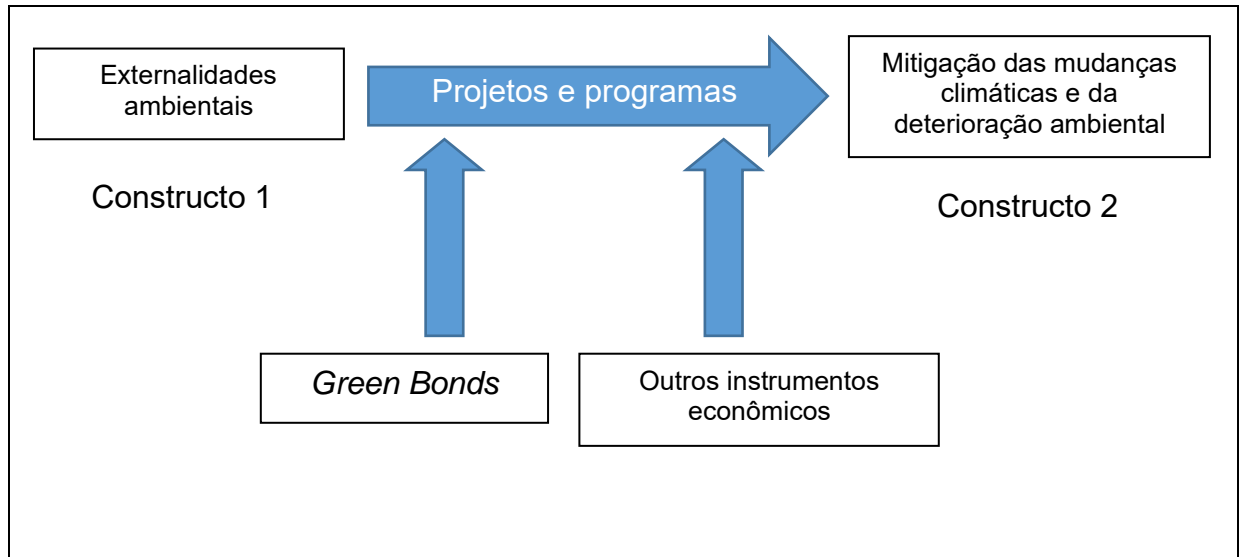 Externalidades
ambientais
Projetos e programas
Mitigação das mudanças
climáticas e da
deterioração ambiental
Constructo 1
Constructo 2
Green Bonds
Outros instrumentos
econômicos